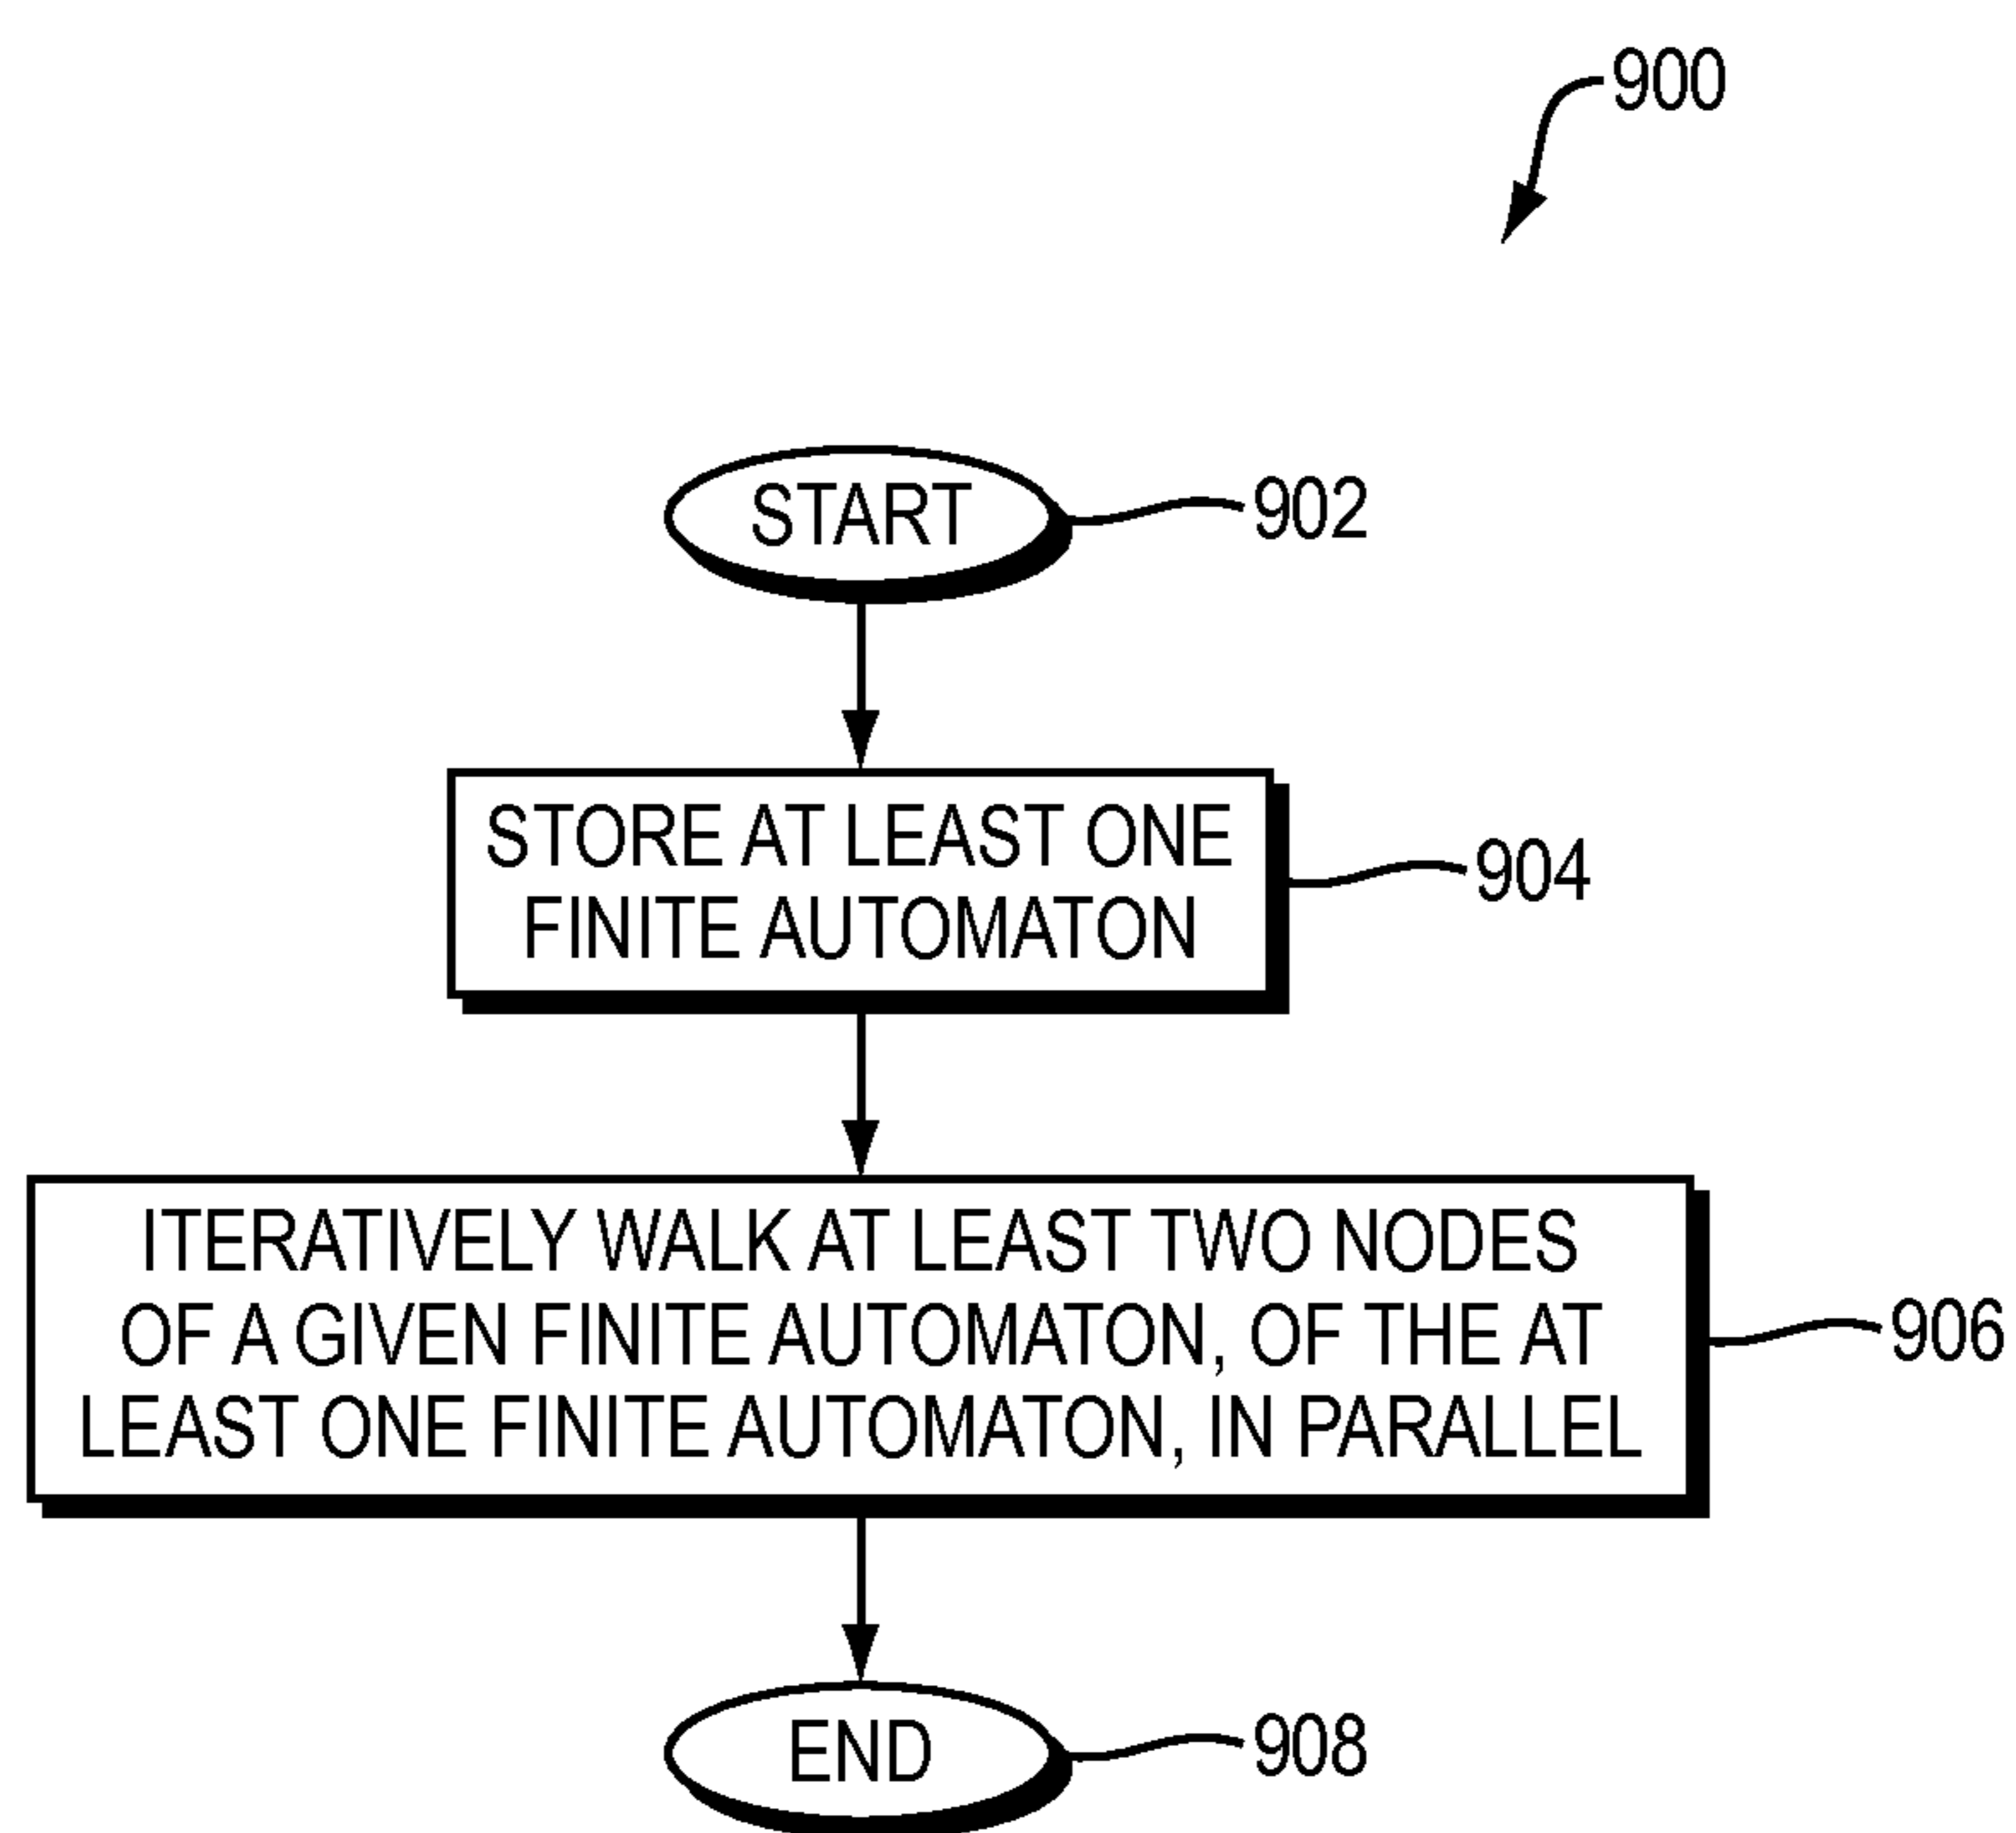 900
START
902
STORE AT LEAST ONE
FINITE AUTOMATON
904
ITERATIVELY WALK AT LEAST TWO NODES
OF A GIVEN FINITE AUTOMATON, OF THE AT
LEAST ONE FINITE AUTOMATON, IN PARALLEL
906
END
908